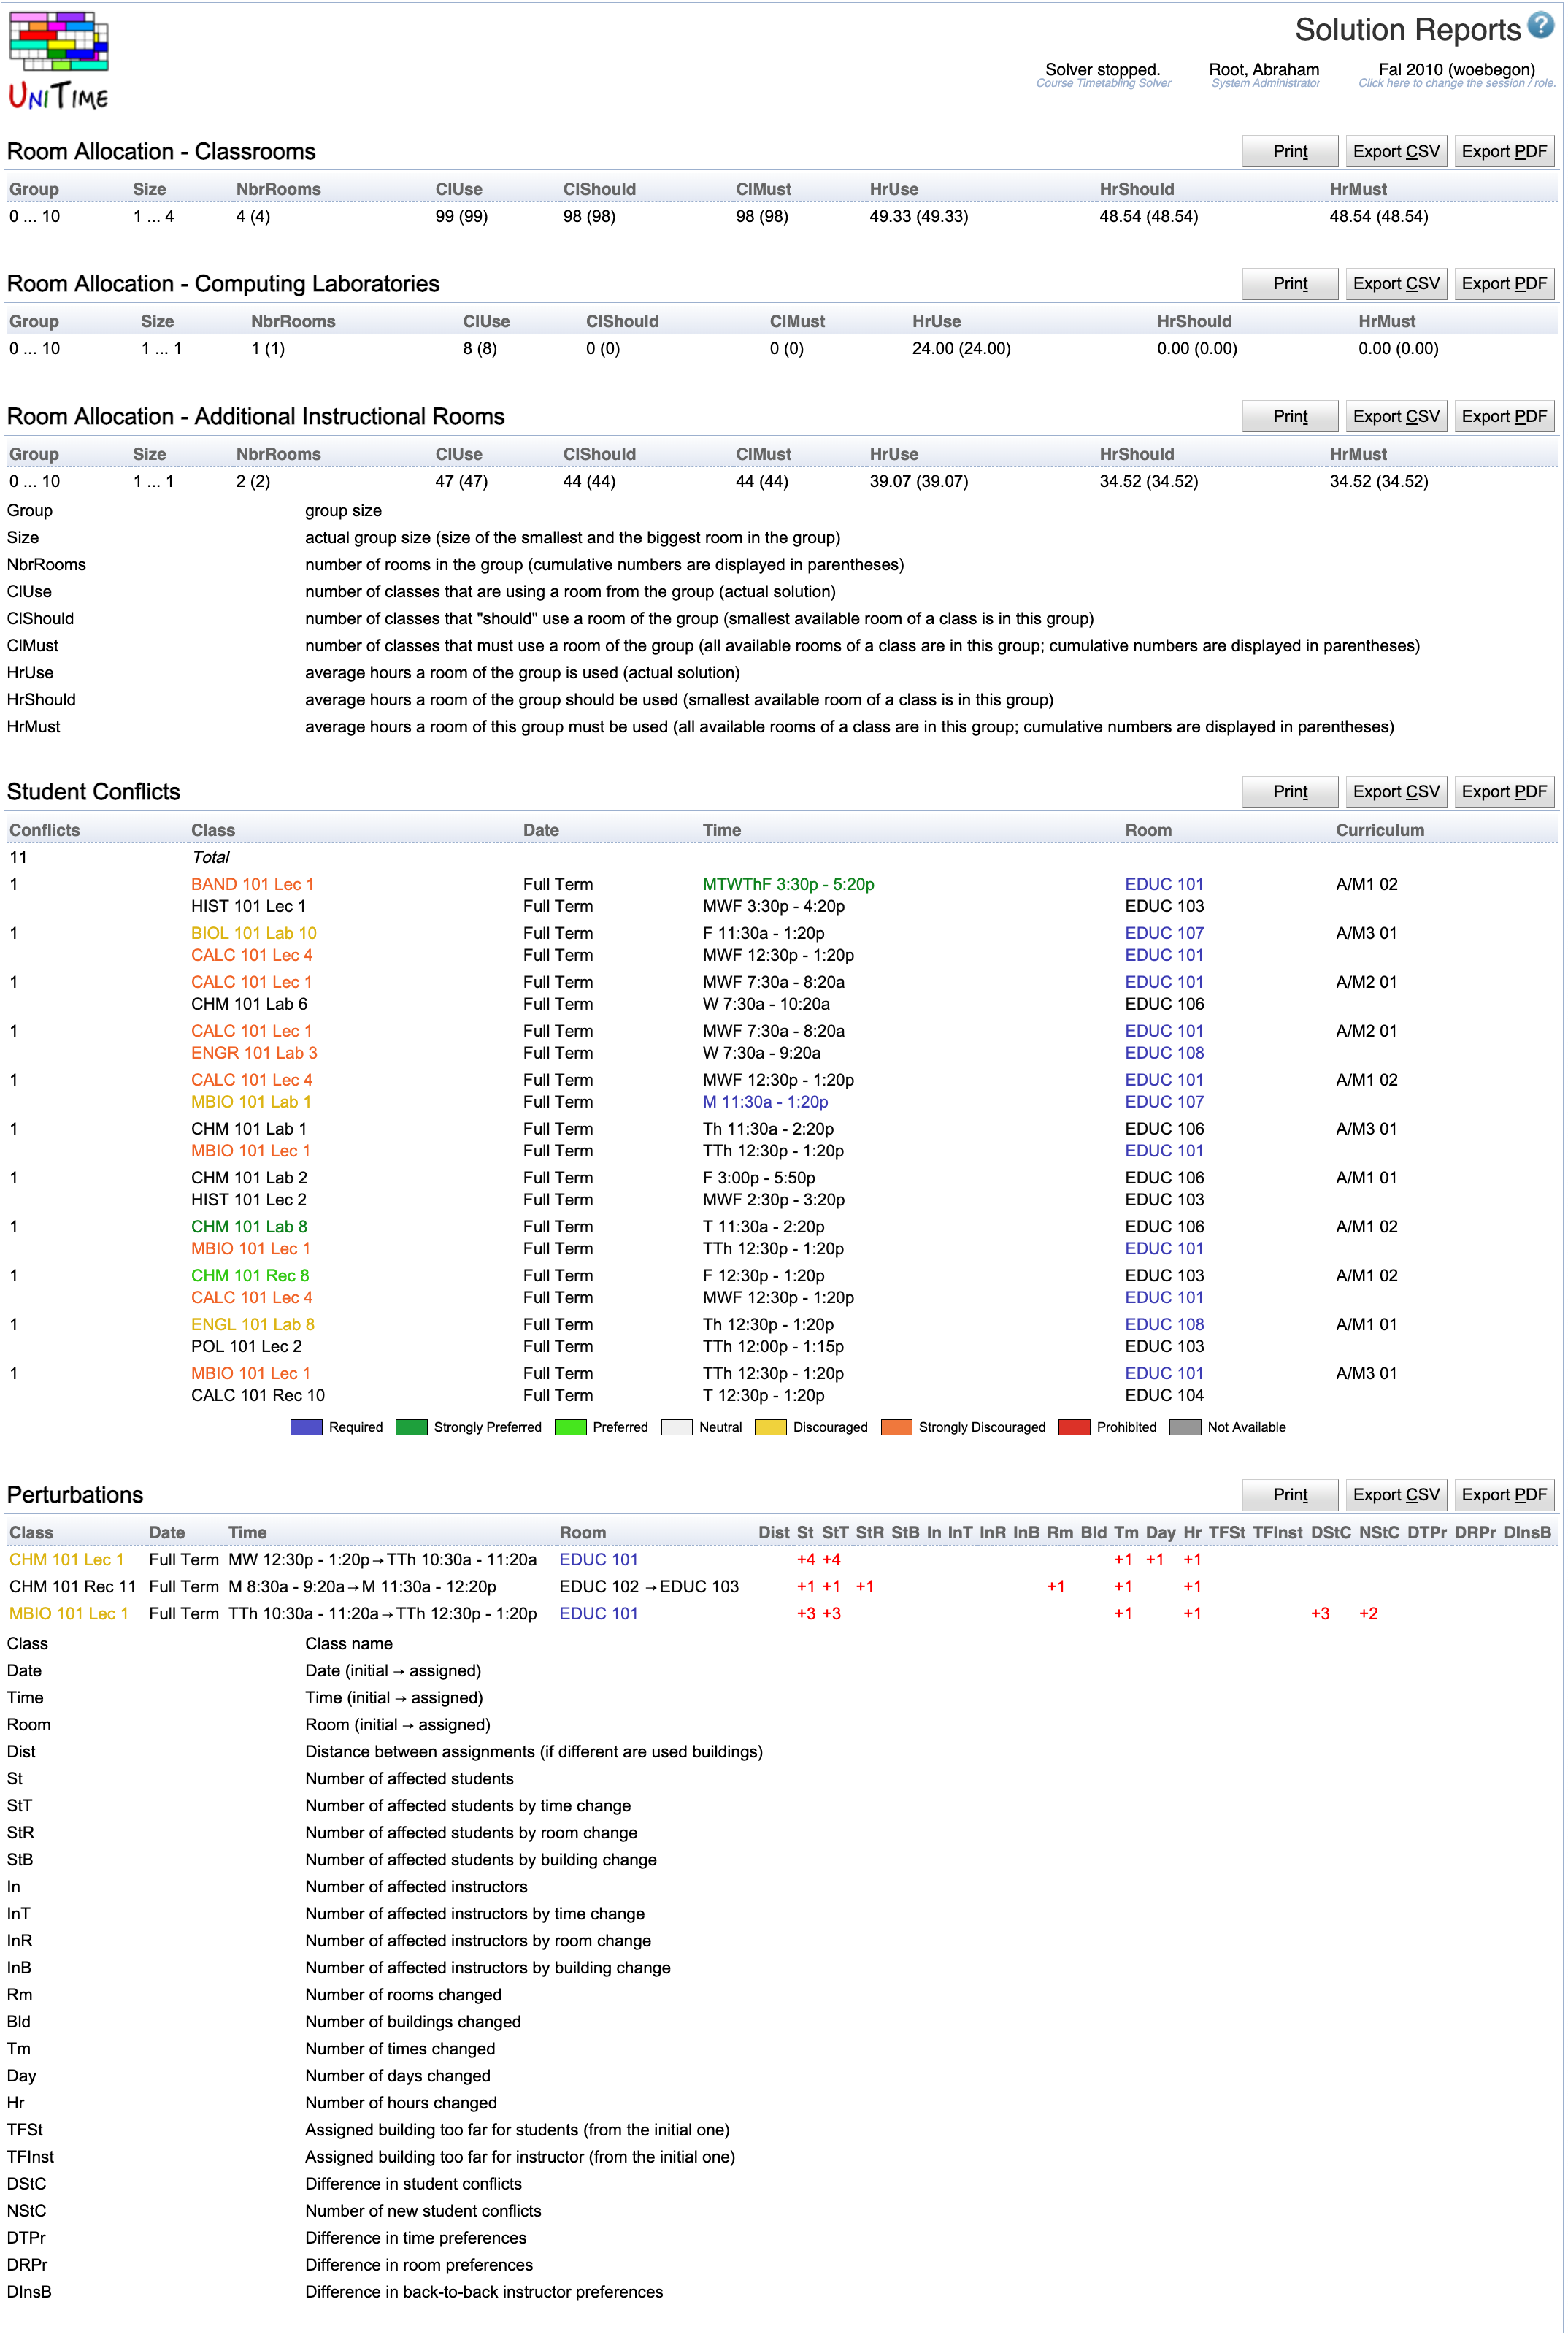 UNITIME
Solution Reports ?
Solver stopped. Root, Abraham Fal 2010 (woebegon)
Course Timetabling Solver System Administrator Click here to change the session / role.
Room Allocation - Classrooms Print Export CSV Export PDF
Group Size NbrRooms ClUse ClShould ClMust HrUse HrShould HrMust
0 ... 10 1 ... 4 4 (4) 99 (99) 98 (98) 98 (98) 49.33 (49.33) 48.54 (48.54) 48.54 (48.54)
Room Allocation - Computing Laboratories Print Export CSV Export PDF
Group Size NbrRooms ClUse ClShould ClMust HrUse HrShould HrMust
0 ... 10 1 ... 1 1 (1) 8 (8) 0 (0) 0 (0) 24.00 (24.00) 0.00 (0.00) 0.00 (0.00)
Room Allocation - Additional Instructional Rooms Print Export CSV Export PDF
Group Size NbrRooms ClUse ClShould ClMust HrUse HrShould HrMust
0 ... 10 1 ... 1 2 (2) 47 (47) 44 (44) 44 (44) 39.07 (39.07) 34.52 (34.52) 34.52 (34.52)
Group group size
Size actual group size (size of the smallest and the biggest room in the group)
NbrRooms number of rooms in the group (cumulative numbers are displayed in parentheses)
ClUse number of classes that are using a room from the group (actual solution)
ClShould number of classes that "should" use a room of the group (smallest available room of a class is in this group)
ClMust number of classes that must use a room of the group (all available rooms of a class are in this group; cumulative numbers are displayed in parentheses)
HrUse average hours a room of the group is used (actual solution)
HrShould average hours a room of the group should be used (smallest available room of a class is in this group)
HrMust average hours a room of this group must be used (all available rooms of a class are in this group; cumulative numbers are displayed in parentheses)
Student Conflicts Print Export CSV Export PDF
Conflicts Class Date Time Room Curriculum
11 Total
1 BAND 101 Lec 1 Full Term MTWThF 3:30p - 5:20p EDUC 101 A/M1 02
HIST 101 Lec 1 Full Term MWF 3:30p - 4:20p EDUC 103
1 BIOL 101 Lab 10 Full Term F 11:30a - 1:20p EDUC 107 A/M3 01
CALC 101 Lec 4 Full Term MWF 12:30p - 1:20p EDUC 101
1 CALC 101 Lec 1 Full Term MWF 7:30a - 8:20a EDUC 101 A/M2 01
CHM 101 Lab 6 Full Term W 7:30a - 10:20a EDUC 106
1 CALC 101 Lec 1 Full Term MWF 7:30a - 8:20a EDUC 101 A/M2 01
ENGR 101 Lab 3 Full Term W 7:30a - 9:20a EDUC 108
1 CALC 101 Lec 4 Full Term MWF 12:30p - 1:20p EDUC 101 A/M1 02
MBIO 101 Lab 1 Full Term M 11:30a - 1:20p EDUC 107
1 CHM 101 Lab 1 Full Term Th 11:30a - 2:20p EDUC 106 A/M3 01
MBIO 101 Lec 1 Full Term TTh 12:30p - 1:20p EDUC 101
1 CHM 101 Lab 2 Full Term F 3:00p - 5:50p EDUC 106 A/M1 01
HIST 101 Lec 2 Full Term MWF 2:30p - 3:20p EDUC 103
1 CHM 101 Lab 8 Full Term T 11:30a - 2:20p EDUC 106 A/M1 02
MBIO 101 Lec 1 Full Term TTh 12:30p - 1:20p EDUC 101
1 CHM 101 Rec 8 Full Term F 12:30p - 1:20p EDUC 103 A/M1 02
CALC 101 Lec 4 Full Term MWF 12:30p - 1:20p EDUC 101
1 ENGL 101 Lab 8 Full Term Th 12:30p - 1:20p EDUC 108 A/M1 01
POL 101 Lec 2 Full Term TTh 12:00p - 1:15p EDUC 103
1 MBIO 101 Lec 1 Full Term TTh 12:30p - 1:20p EDUC 101 A/M3 01
CALC 101 Rec 10 Full Term T 12:30p - 1:20p EDUC 104
Required Strongly Preferred Preferred Neutral Discouraged Strongly Discouraged Prohibited Not Available
Perturbations Print Export CSV Export PDF
Class Date Time Room Dist St StT StR StB In InT InR InB Rm Bld Tm Day Hr TFSt TFInst DStC NStC DTPr DRPr DInsB
CHM 101 Lec 1 Full Term MW 12:30p - 1:20p→TTh 10:30a - 11:20a EDUC 101 +4 +4 +1 +1 +1
CHM 101 Rec 11 Full Term M 8:30a - 9:20a→M 11:30a - 12:20p EDUC 102 →EDUC 103 +1 +1 +1 +1 +1 +1
MBIO 101 Lec 1 Full Term TTh 10:30a - 11:20a→TTh 12:30p - 1:20p EDUC 101 +3 +3 +1 +1 +3 +2
Class Class name
Date Date (initial → assigned)
Time Time (initial → assigned)
Room Room (initial → assigned)
Dist Distance between assignments (if different are used buildings)
St Number of affected students
StT Number of affected students by time change
StR Number of affected students by room change
StB Number of affected students by building change
In Number of affected instructors
InT Number of affected instructors by time change
InR Number of affected instructors by room change
InB Number of affected instructors by building change
Rm Number of rooms changed
Bld Number of buildings changed
Tm Number of times changed
Day Number of days changed
Hr Number of hours changed
TFSt Assigned building too far for students (from the initial one)
TFInst Assigned building too far for instructor (from the initial one)
DStC Difference in student conflicts
NStC Number of new student conflicts
DTPr Difference in time preferences
DRPr Difference in room preferences
DInsB Difference in back-to-back instructor preferences